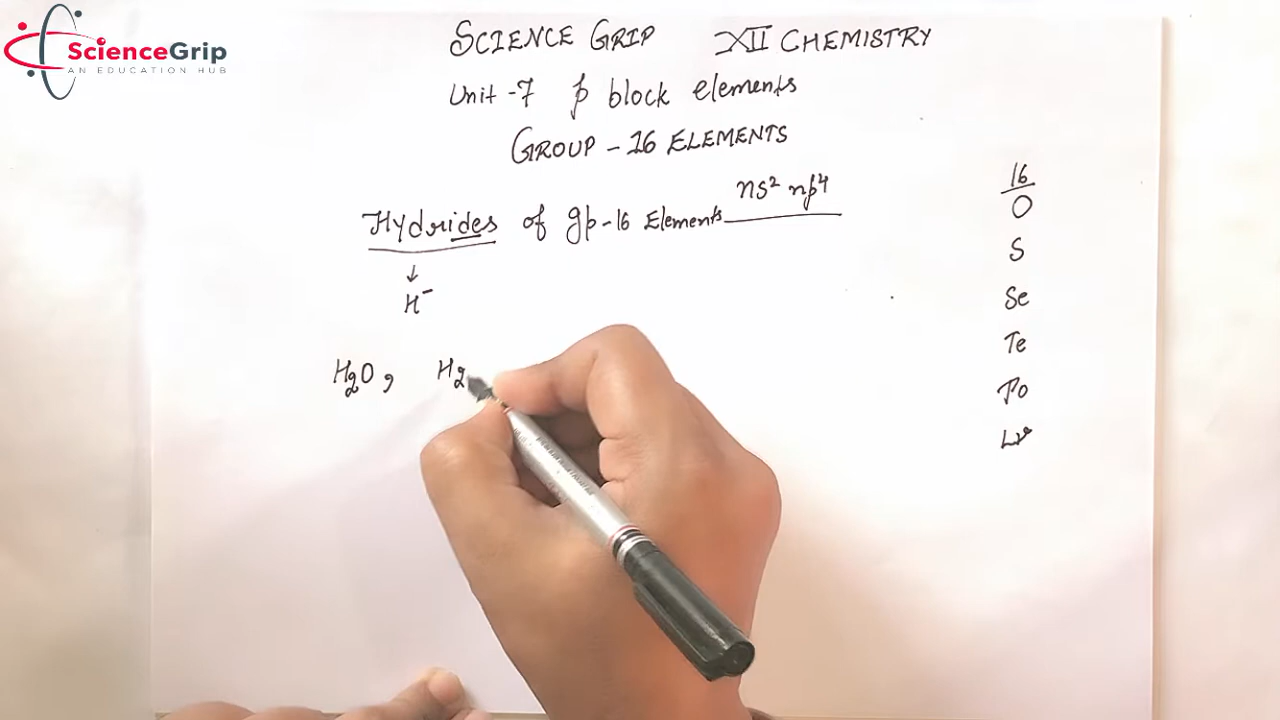 ScienceGrip
AN EDUCATION HUB
SCIENCE GRIP XII CHEMISTRY
Unit-7 p block elements
GROUP-16 ELEMENTS
Hydrides of gp-16 Elements ns² np⁴
↓
H⁻
H₂O, H₂
16
O
S
Se
Te
Po
Lv